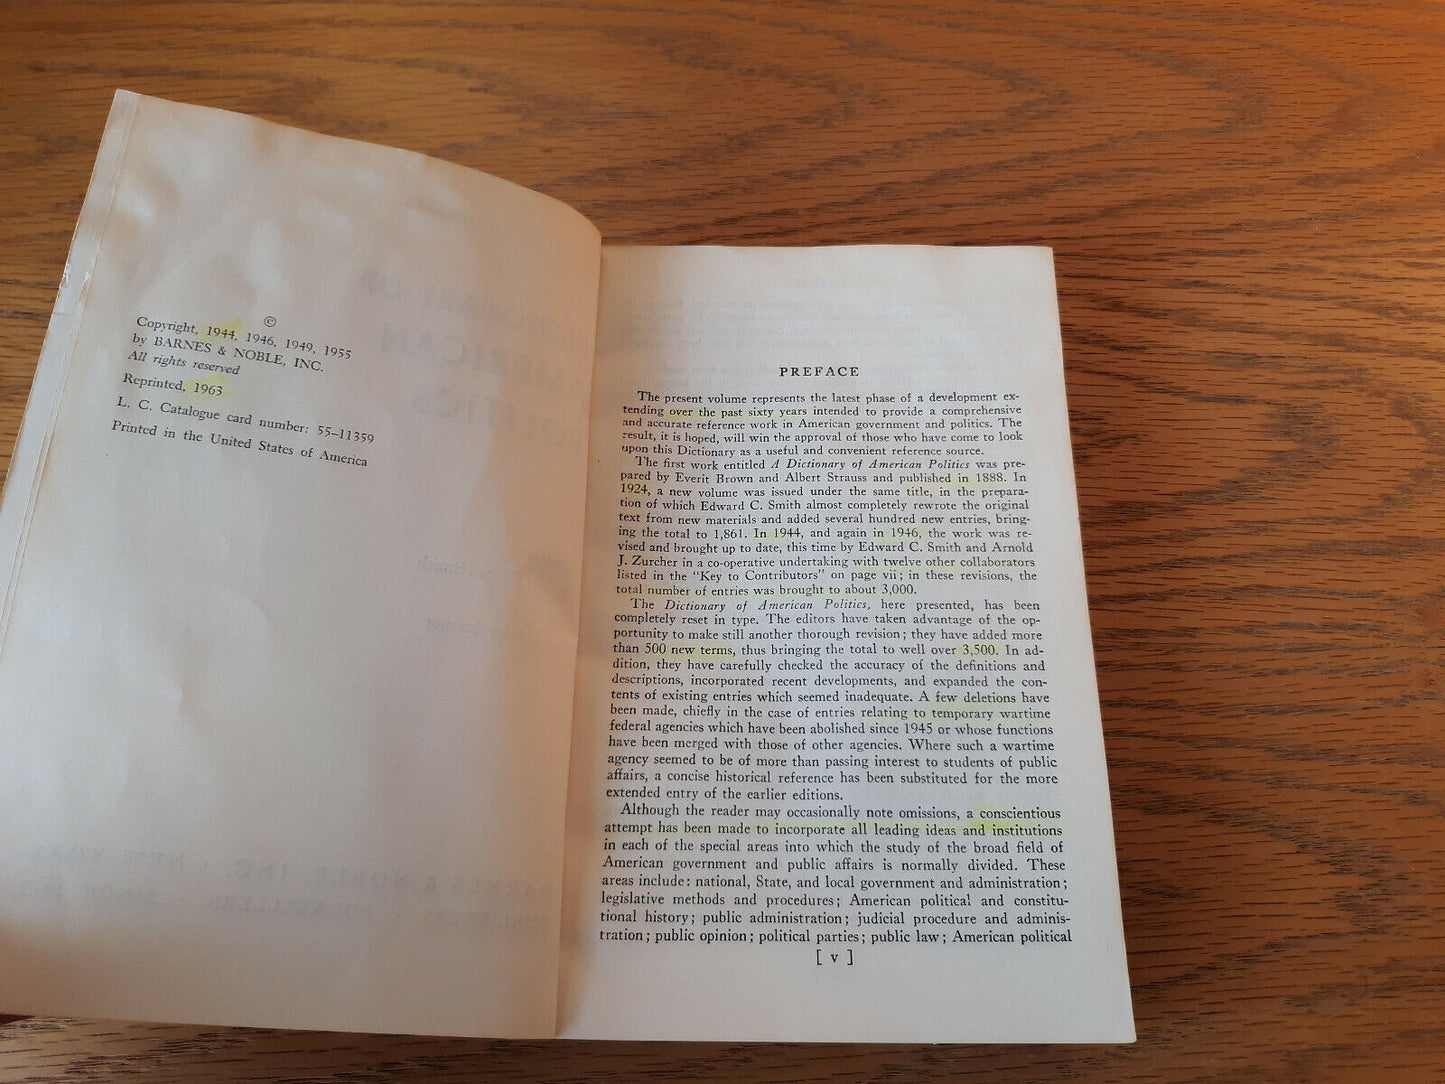 ©
Copyright, 1944, 1946, 1949, 1955
by BARNES & NOBLE, INC.
All rights reserved
Reprinted, 1963
L. C. Catalogue card number: 55-11359
Printed in the United States of America
PREFACE
The present volume represents the latest phase of a development ex-
tending over the past sixty years intended to provide a comprehensive
and accurate reference work in American government and politics. The
result, it is hoped, will win the approval of those who have come to look
upon this Dictionary as a useful and convenient reference source.
The first work entitled A Dictionary of American Politics was pre-
pared by Everit Brown and Albert Strauss and published in 1888. In
1924, a new volume was issued under the same title, in the prepara-
tion of which Edward C. Smith almost completely rewrote the original
text from new materials and added several hundred new entries, bring-
ing the total to 1,861. In 1944, and again in 1946, the work was re-
vised and brought up to date, this time by Edward C. Smith and Arnold
J. Zurcher in a co-operative undertaking with twelve other collaborators
listed in the "Key to Contributors" on page vii; in these revisions, the
total number of entries was brought to about 3,000.
The Dictionary of American Politics, here presented, has been
completely reset in type. The editors have taken advantage of the op-
portunity to make still another thorough revision; they have added more
than 500 new terms, thus bringing the total to well over 3,500. In ad-
dition, they have carefully checked the accuracy of the definitions and
descriptions, incorporated recent developments, and expanded the con-
tents of existing entries which seemed inadequate. A few deletions have
been made, chiefly in the case of entries relating to temporary wartime
federal agencies which have been abolished since 1945 or whose functions
have been merged with those of other agencies. Where such a wartime
agency seemed to be of more than passing interest to students of public
affairs, a concise historical reference has been substituted for the more
extended entry of the earlier editions.
Although the reader may occasionally note omissions, a conscientious
attempt has been made to incorporate all leading ideas and institutions
in each of the special areas into which the study of the broad field of
American government and public affairs is normally divided. These
areas include: national, State, and local government and administration;
legislative methods and procedures; American political and constitu-
tional history; public administration; judicial procedure and adminis-
tration; public opinion; political parties; public law; American political
[ v ]